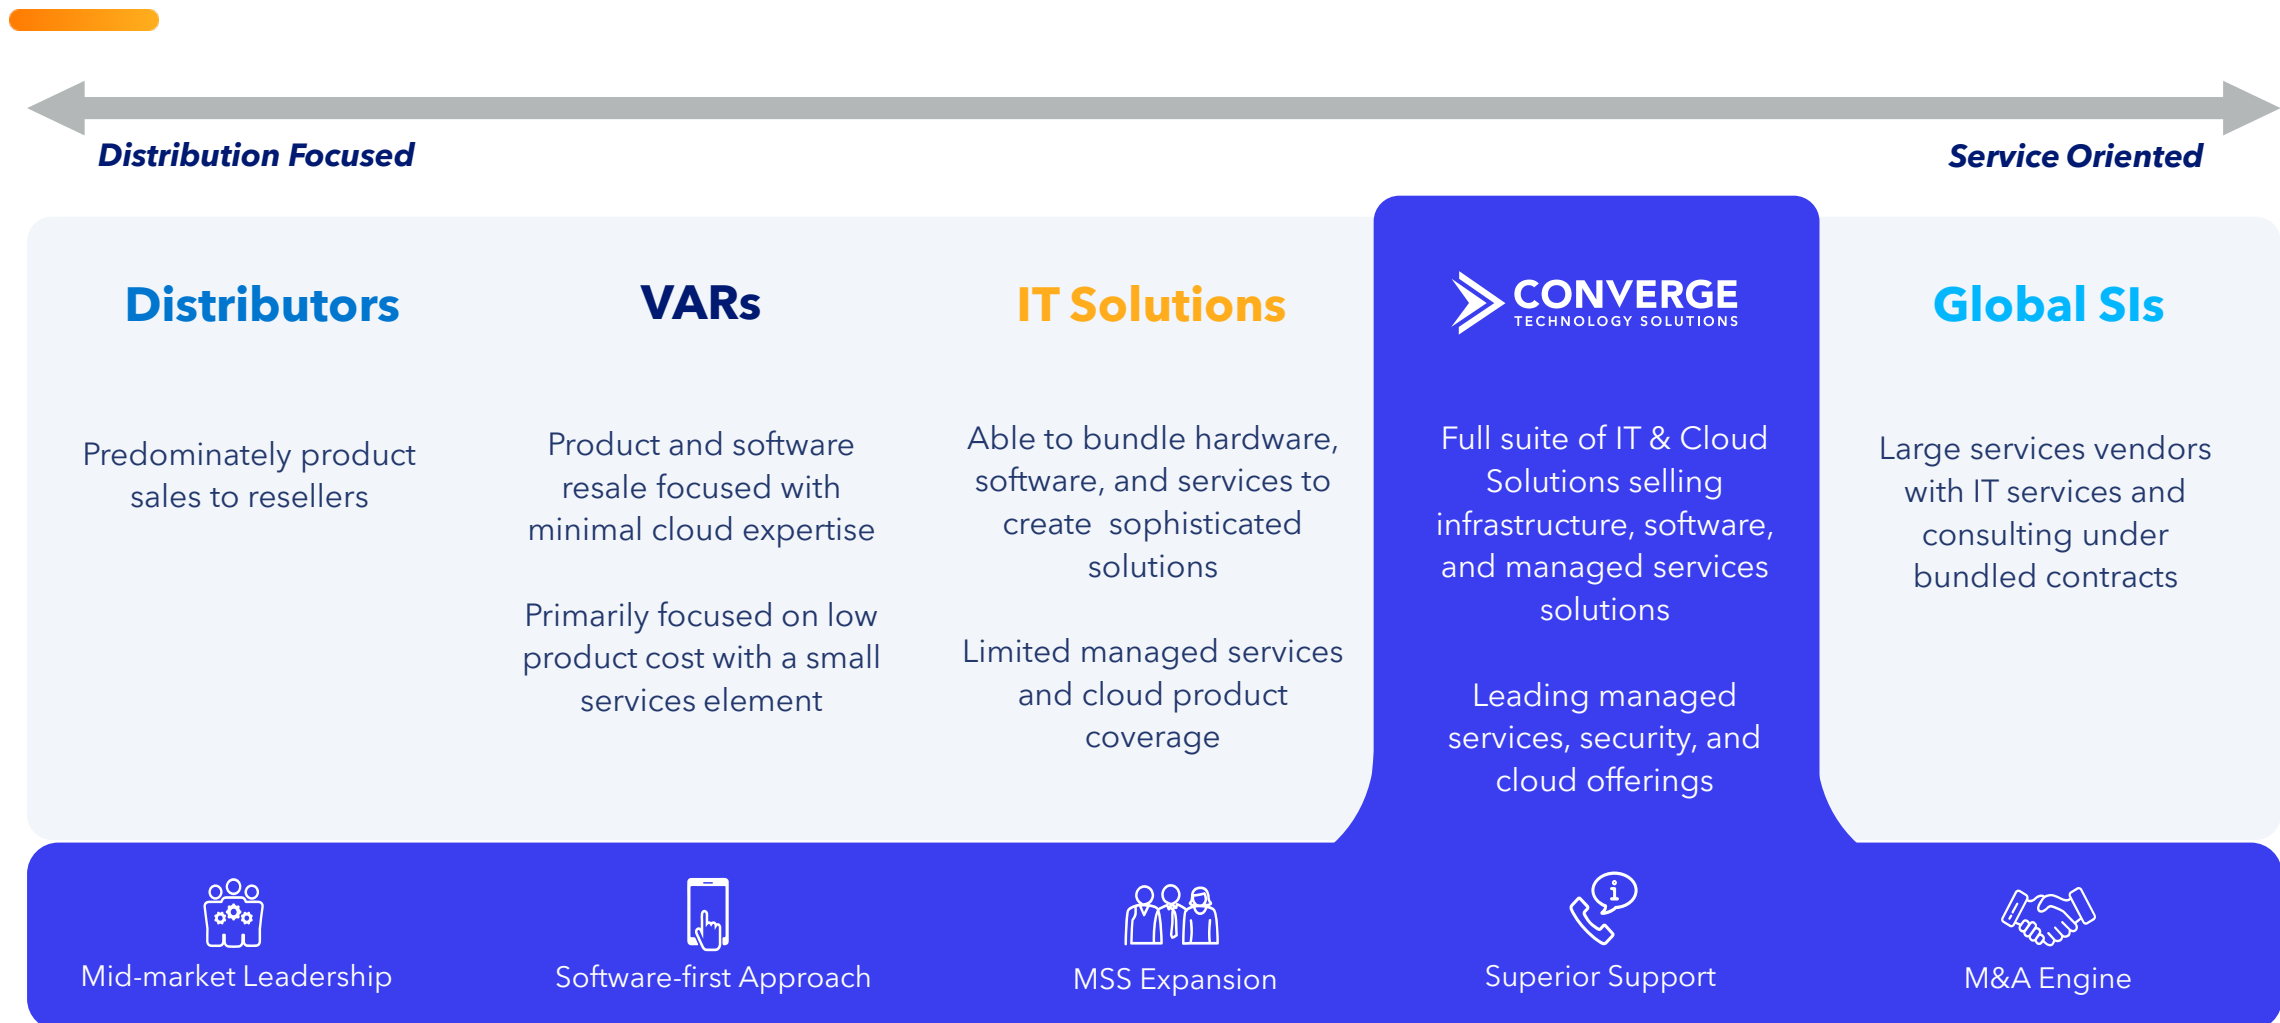 Distribution Focused
Service Oriented
Distributors
Predominately product
sales to resellers
VARs
Product and software
resale focused with
minimal cloud expertise
Primarily focused on low
product cost with a small
services element
IT Solutions
Able to bundle hardware,
software, and services to
create sophisticated
solutions
Limited managed services
and cloud product
coverage
CONVERGE
TECHNOLOGY SOLUTIONS
Full suite of IT & Cloud
Solutions selling
infrastructure, software,
and managed services
solutions
Leading managed
services, security, and
cloud offerings
Global SIs
Large services vendors
with IT services and
consulting under
bundled contracts
Mid-market Leadership
Software-first Approach
MSS Expansion
i
Superior Support
M&A Engine